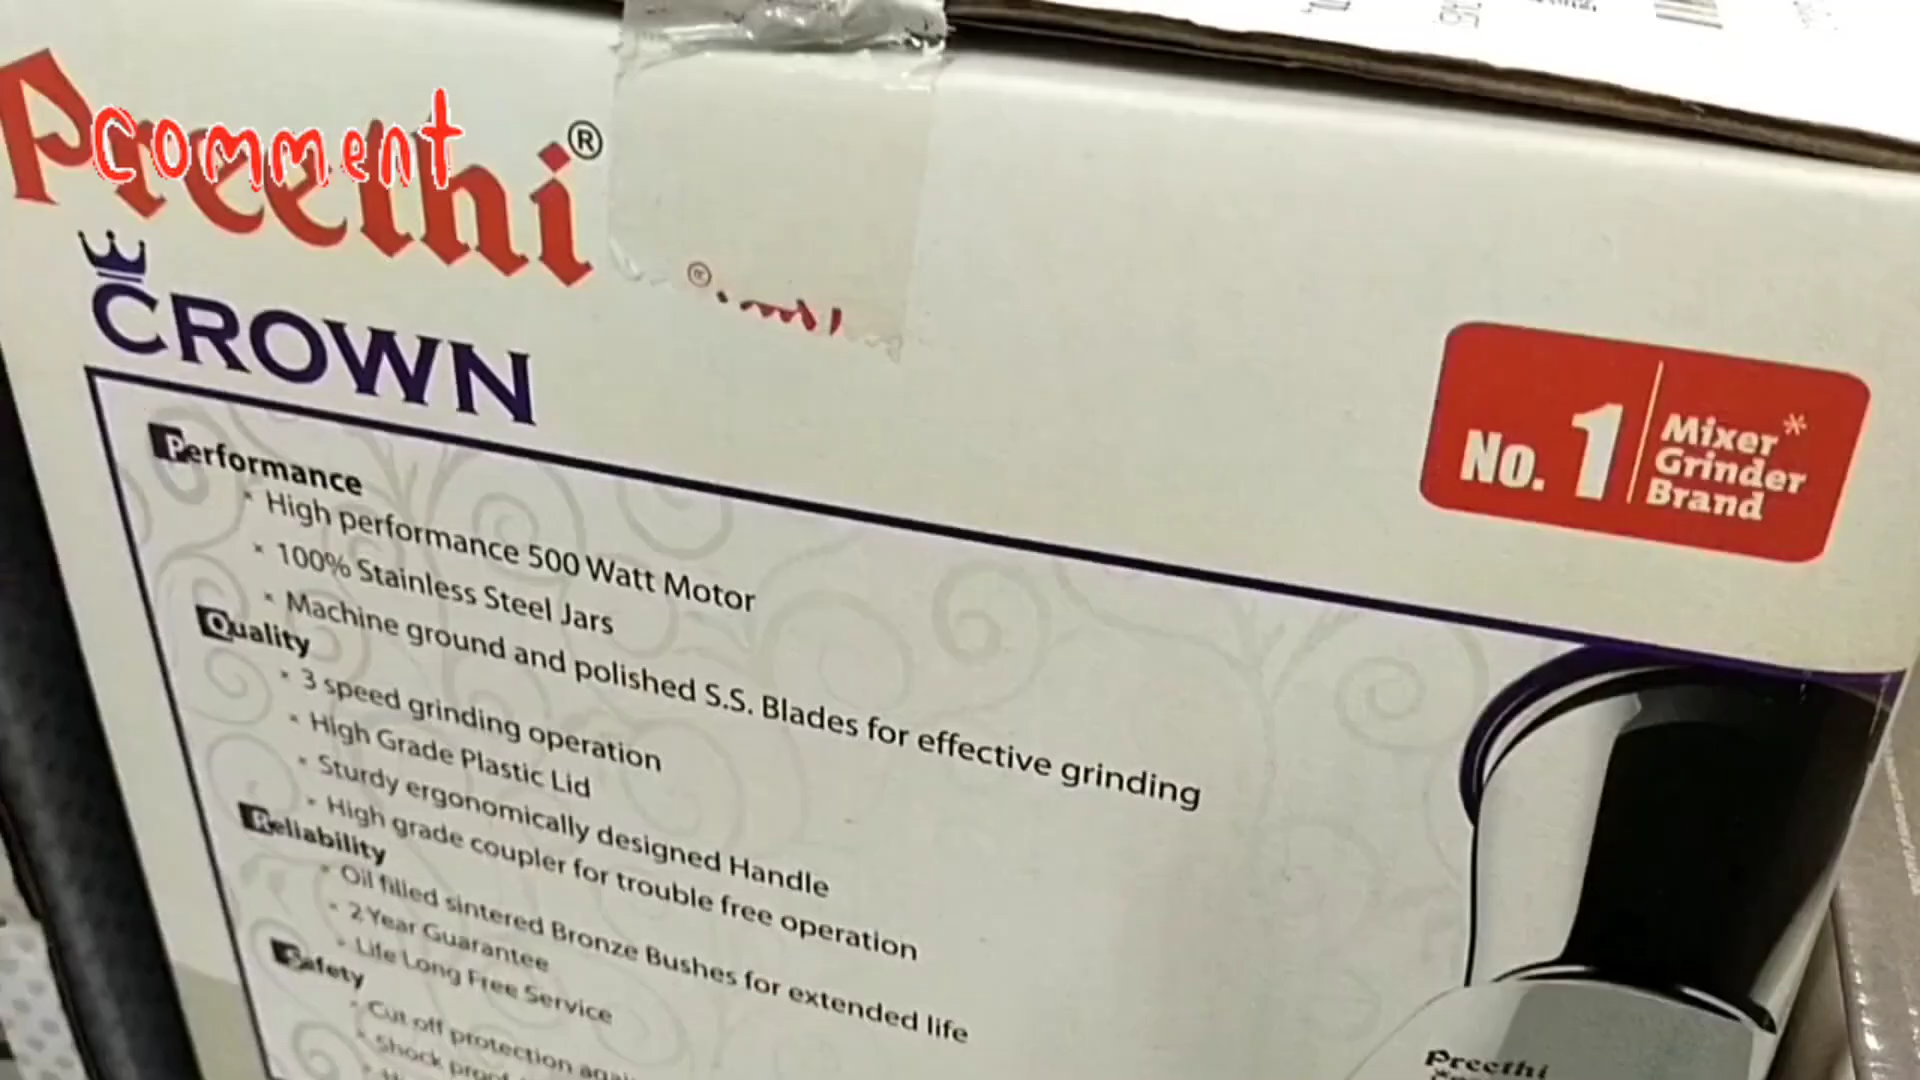 Preethi®
comment
CROWN
No. 1 Mixer*
Grinder
Brand
Performance
* High performance 500 Watt Motor
* 100% Stainless Steel Jars
* Machine ground and polished S.S. Blades for effective grinding
Quality
* 3 speed grinding operation
* High Grade Plastic Lid
* Sturdy ergonomically designed Handle
* High grade coupler for trouble free operation
Reliability
* Oil filled sintered Bronze Bushes for extended life
* 2 Year Guarantee
* Life Long Free Service
Safety
* Cut off protection
* Shock proof
Preethi